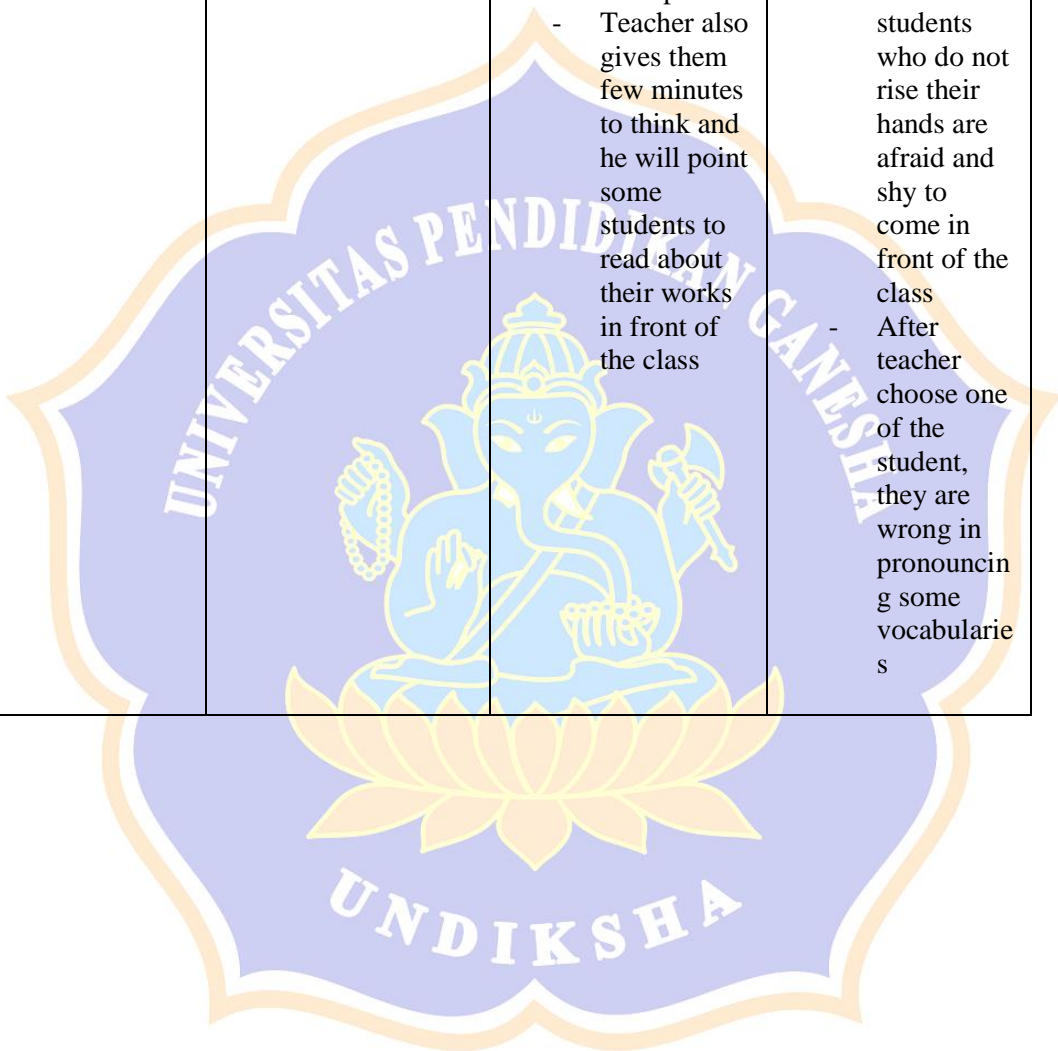 - Teacher also
gives them
few minutes
to think and
he will point
some
students to
read about
their works
in front of
the class
students
who do not
rise their
hands are
afraid and
shy to
come in
front of the
class
- After
teacher
choose one
of the
student,
they are
wrong in
pronouncin
g some
vocabularie
s
UNIVERSITAS PENDIDIKAN GANESHA
UNDIKSHA